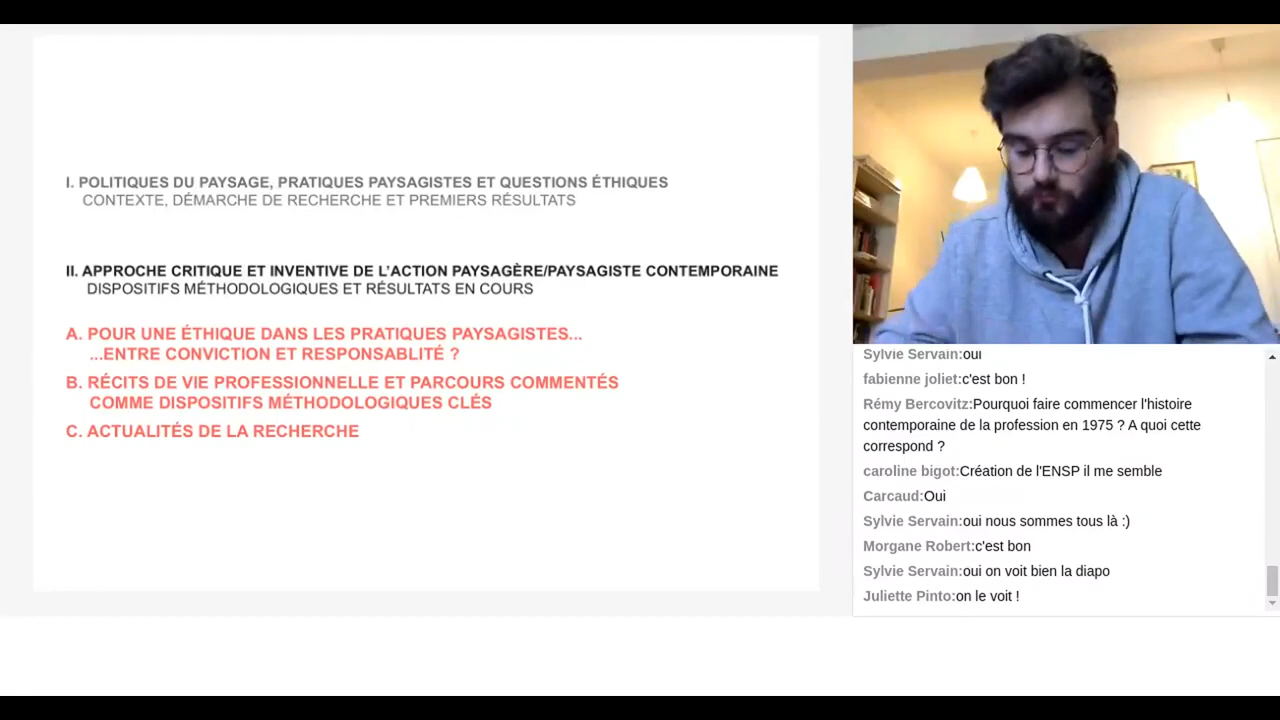 I. POLITIQUES DU PAYSAGE, PRATIQUES PAYSAGISTES ET QUESTIONS ÉTHIQUES
CONTEXTE, DÉMARCHE DE RECHERCHE ET PREMIERS RÉSULTATS
II. APPROCHE CRITIQUE ET INVENTIVE DE L'ACTION PAYSAGÈRE/PAYSAGISTE CONTEMPORAINE
DISPOSITIFS MÉTHODOLOGIQUES ET RÉSULTATS EN COURS
A. POUR UNE ÉTHIQUE DANS LES PRATIQUES PAYSAGISTES...
...ENTRE CONVICTION ET RESPONSABLITÉ ?
B. RÉCITS DE VIE PROFESSIONNELLE ET PARCOURS COMMENTÉS
COMME DISPOSITIFS MÉTHODOLOGIQUES CLÉS
C. ACTUALITÉS DE LA RECHERCHE
Sylvie Servain:oui
fabienne joliet:c'est bon !
Rémy Bercovitz:Pourquoi faire commencer l'histoire
contemporaine de la profession en 1975 ? A quoi cette
correspond ?
caroline bigot:Création de l'ENSP il me semble
Carcaud:Oui
Sylvie Servain:oui nous sommes tous là :)
Morgane Robert:c'est bon
Sylvie Servain:oui on voit bien la diapo
Juliette Pinto:on le voit !